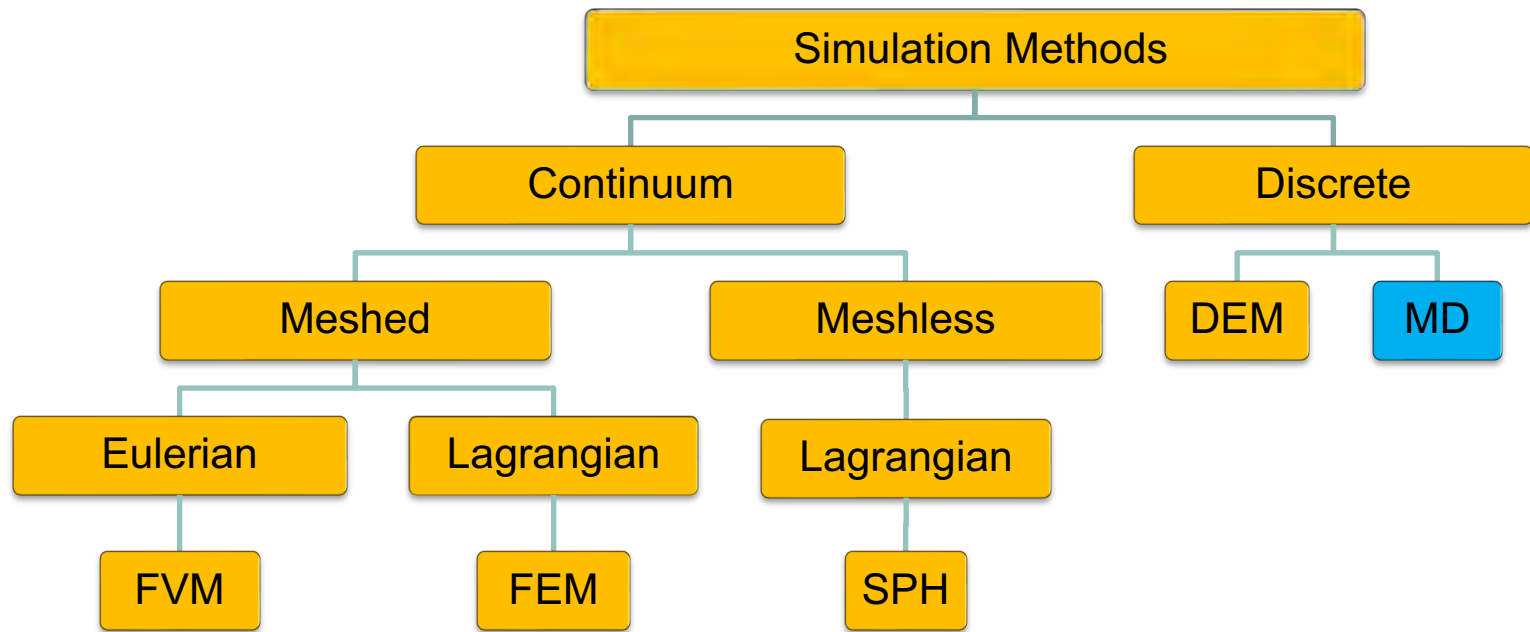 Simulation Methods
Continuum
Discrete
Meshed
Meshless
DEM
MD
Eulerian
Lagrangian
Lagrangian
FVM
FEM
SPH